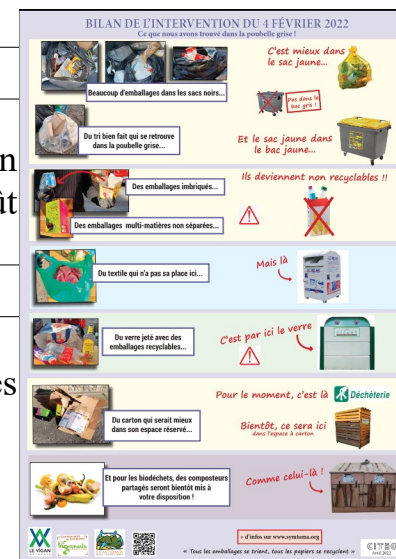 BILAN DE L'INTERVENTION DU 4 FÉVRIER 2022
Ce que nous avons trouvé dans la poubelle grise !
C'est mieux dans
le sac jaune...
Beaucoup d'emballages dans les sacs noirs...
Pas dans le
bac gris !
Du tri bien fait qui se retrouve
dans la poubelle grise...
Et le sac jaune dans
le bac jaune...
n
Des emballages imbriqués...
Ils deviennent non recyclables !!
ût
Des emballages multi-matières non séparées...
Du textile qui n'a pas sa place ici...
Mais là
Du verre jeté avec des
emballages recyclables...
C'est par ici le verre
es
Du carton qui serait mieux
dans son espace réservé...
Pour le moment, c'est là
Déchèterie
Bientôt, ce sera ici
dans l'espace à carton
Et pour les biodéchets, des composteurs
partagés seront bientôt mis à
votre disposition !
Comme celui-là !
LE VIGAN
+ d'infos sur www.symtoma.org
« Tous les emballages se trient, tous les papiers se recyclent »
CITEO
Avril 2022